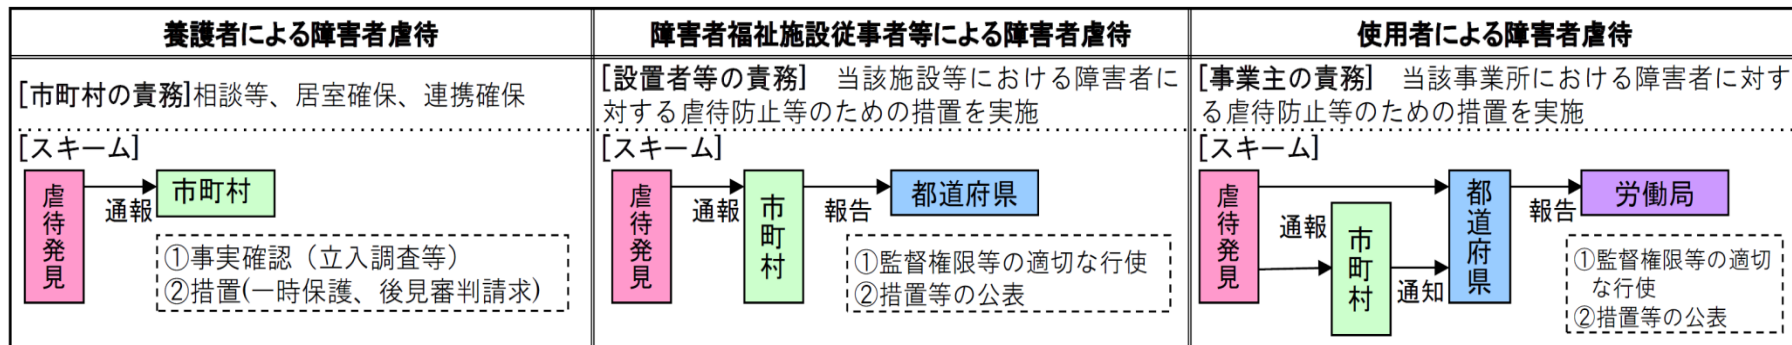 養護者による障害者虐待
[市町村の責務]相談等、居室確保、連携確保
[スキーム]
虐待発見
通報
市町村
①事実確認（立入調査等）
②措置(一時保護、後見審判請求)
障害者福祉施設従事者等による障害者虐待
[設置者等の責務]　当該施設等における障害者に
対する虐待防止等のための措置を実施
[スキーム]
虐待発見
通報
市町村
報告
都道府県
①監督権限等の適切な行使
②措置等の公表
使用者による障害者虐待
[事業主の責務]　当該事業所における障害者に対す
る虐待防止等のための措置を実施
[スキーム]
虐待発見
通報
市町村
通知
都道府県
報告
労働局
①監督権限等の適切
な行使
②措置等の公表